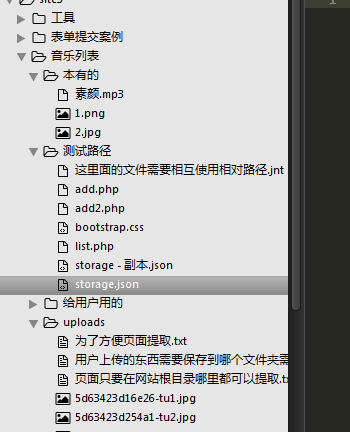 工具
表单提交案例
音乐列表
本有的
素颜.mp3
1.png
2.jpg
测试路径
这里面的文件需要相互使用相对路径.jnt
add.php
add2.php
bootstrap.css
list.php
storage - 副本.json
storage.json
给用户用的
uploads
为了方便页面提取.txt
用户上传的东西需要保存到哪个文件夹需
页面只要在网站根目录哪里都可以提取.tx
5d63423d16e26-tu1.jpg
5d63423d254a1-tu2.jpg